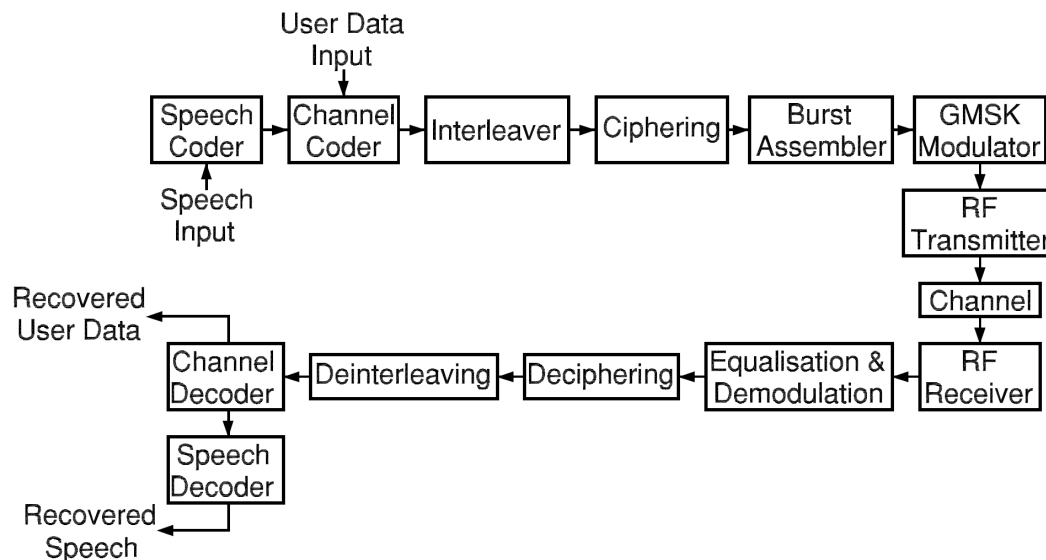 User Data
Input
Speech
Coder
Channel
Coder
Interleaver
Ciphering
Burst
Assembler
GMSK
Modulator
Speech
Input
RF
Transmitter
Channel
Recovered
User Data
Channel
Decoder
Deinterleaving
Deciphering
Equalisation &
Demodulation
RF
Receiver
Speech
Decoder
Recovered
Speech